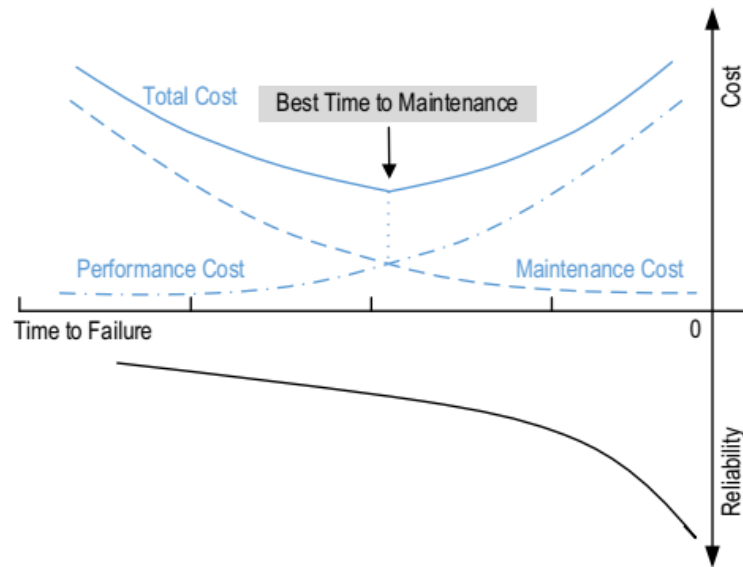 Cost
Total Cost
Best Time to Maintenance
Performance Cost
Maintenance Cost
Time to Failure
0
Reliability